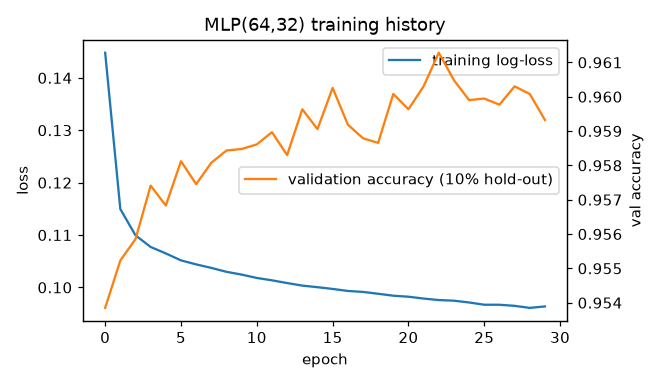 MLP(64,32) training history
training log-loss
validation accuracy (10% hold-out)
loss
0.14
0.13
0.12
0.11
0.10
0.961
0.960
0.959
0.958
0.957
0.956
0.955
0.954
val accuracy
0 5 10 15 20 25 30
epoch